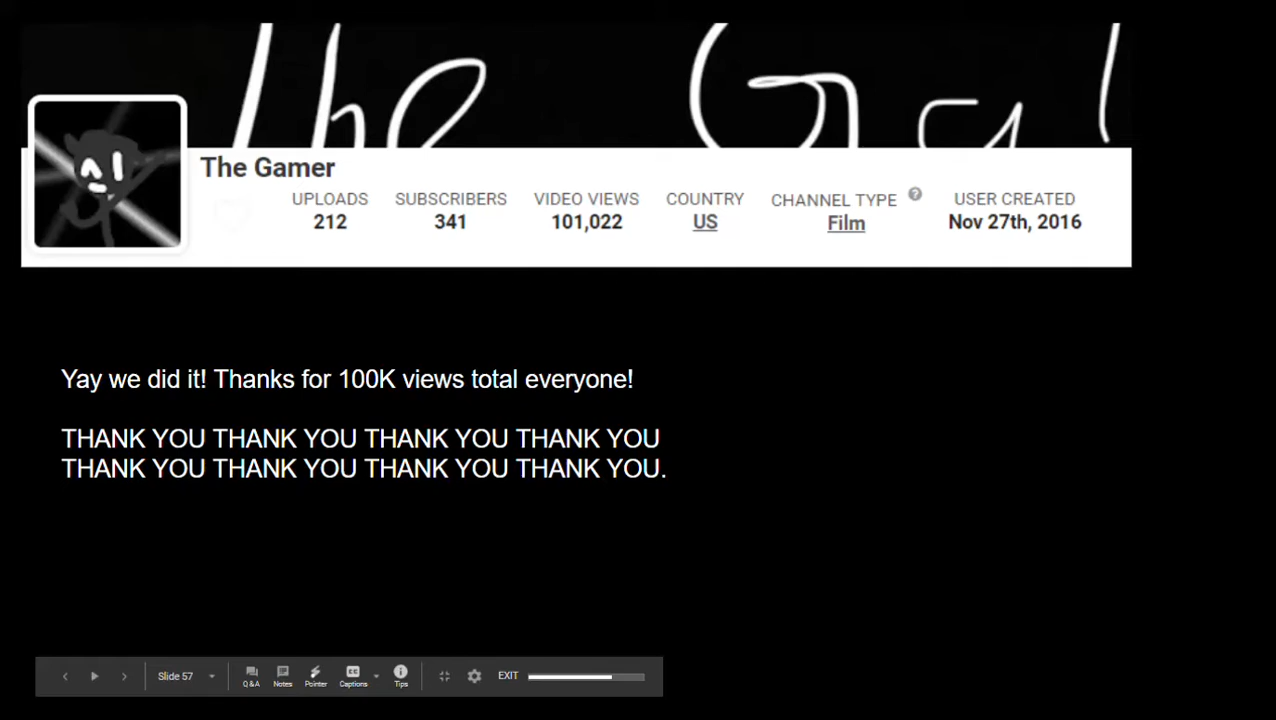 The
The Gamer
UPLOADS SUBSCRIBERS VIDEO VIEWS COUNTRY CHANNEL TYPE ? USER CREATED
212 341 101,022 US Film Nov 27th, 2016
Yay we did it! Thanks for 100K views total everyone!
THANK YOU THANK YOU THANK YOU THANK YOU
THANK YOU THANK YOU THANK YOU THANK YOU.
Slide 57 Q&A Notes Pointer CC Captions Tips EXIT